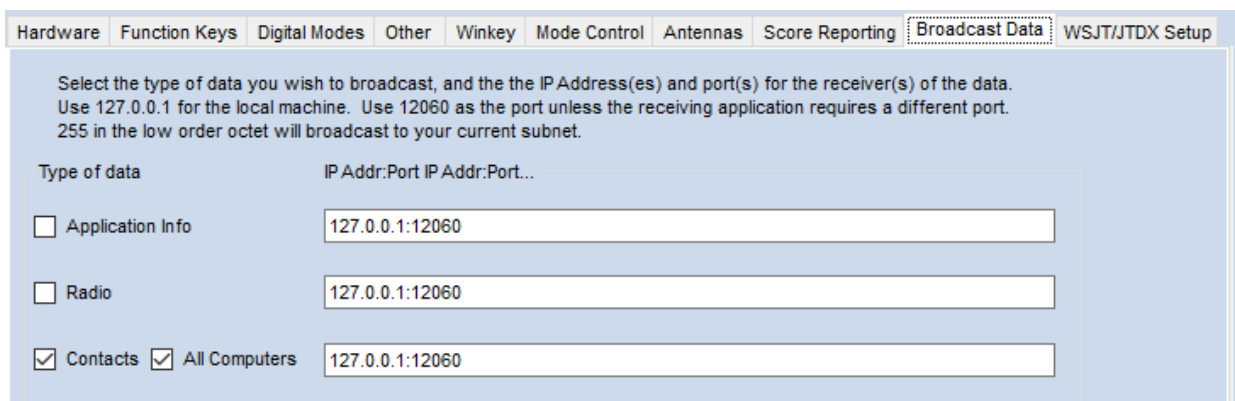 Hardware Function Keys Digital Modes Other Winkey Mode Control Antennas Score Reporting Broadcast Data WSJT/JTDX Setup
Select the type of data you wish to broadcast, and the the IP Address(es) and port(s) for the receiver(s) of the data.
Use 127.0.0.1 for the local machine. Use 12060 as the port unless the receiving application requires a different port.
255 in the low order octet will broadcast to your current subnet.
Type of data IP Addr:Port IP Addr:Port...
Application Info 127.0.0.1:12060
Radio 127.0.0.1:12060
Contacts All Computers 127.0.0.1:12060